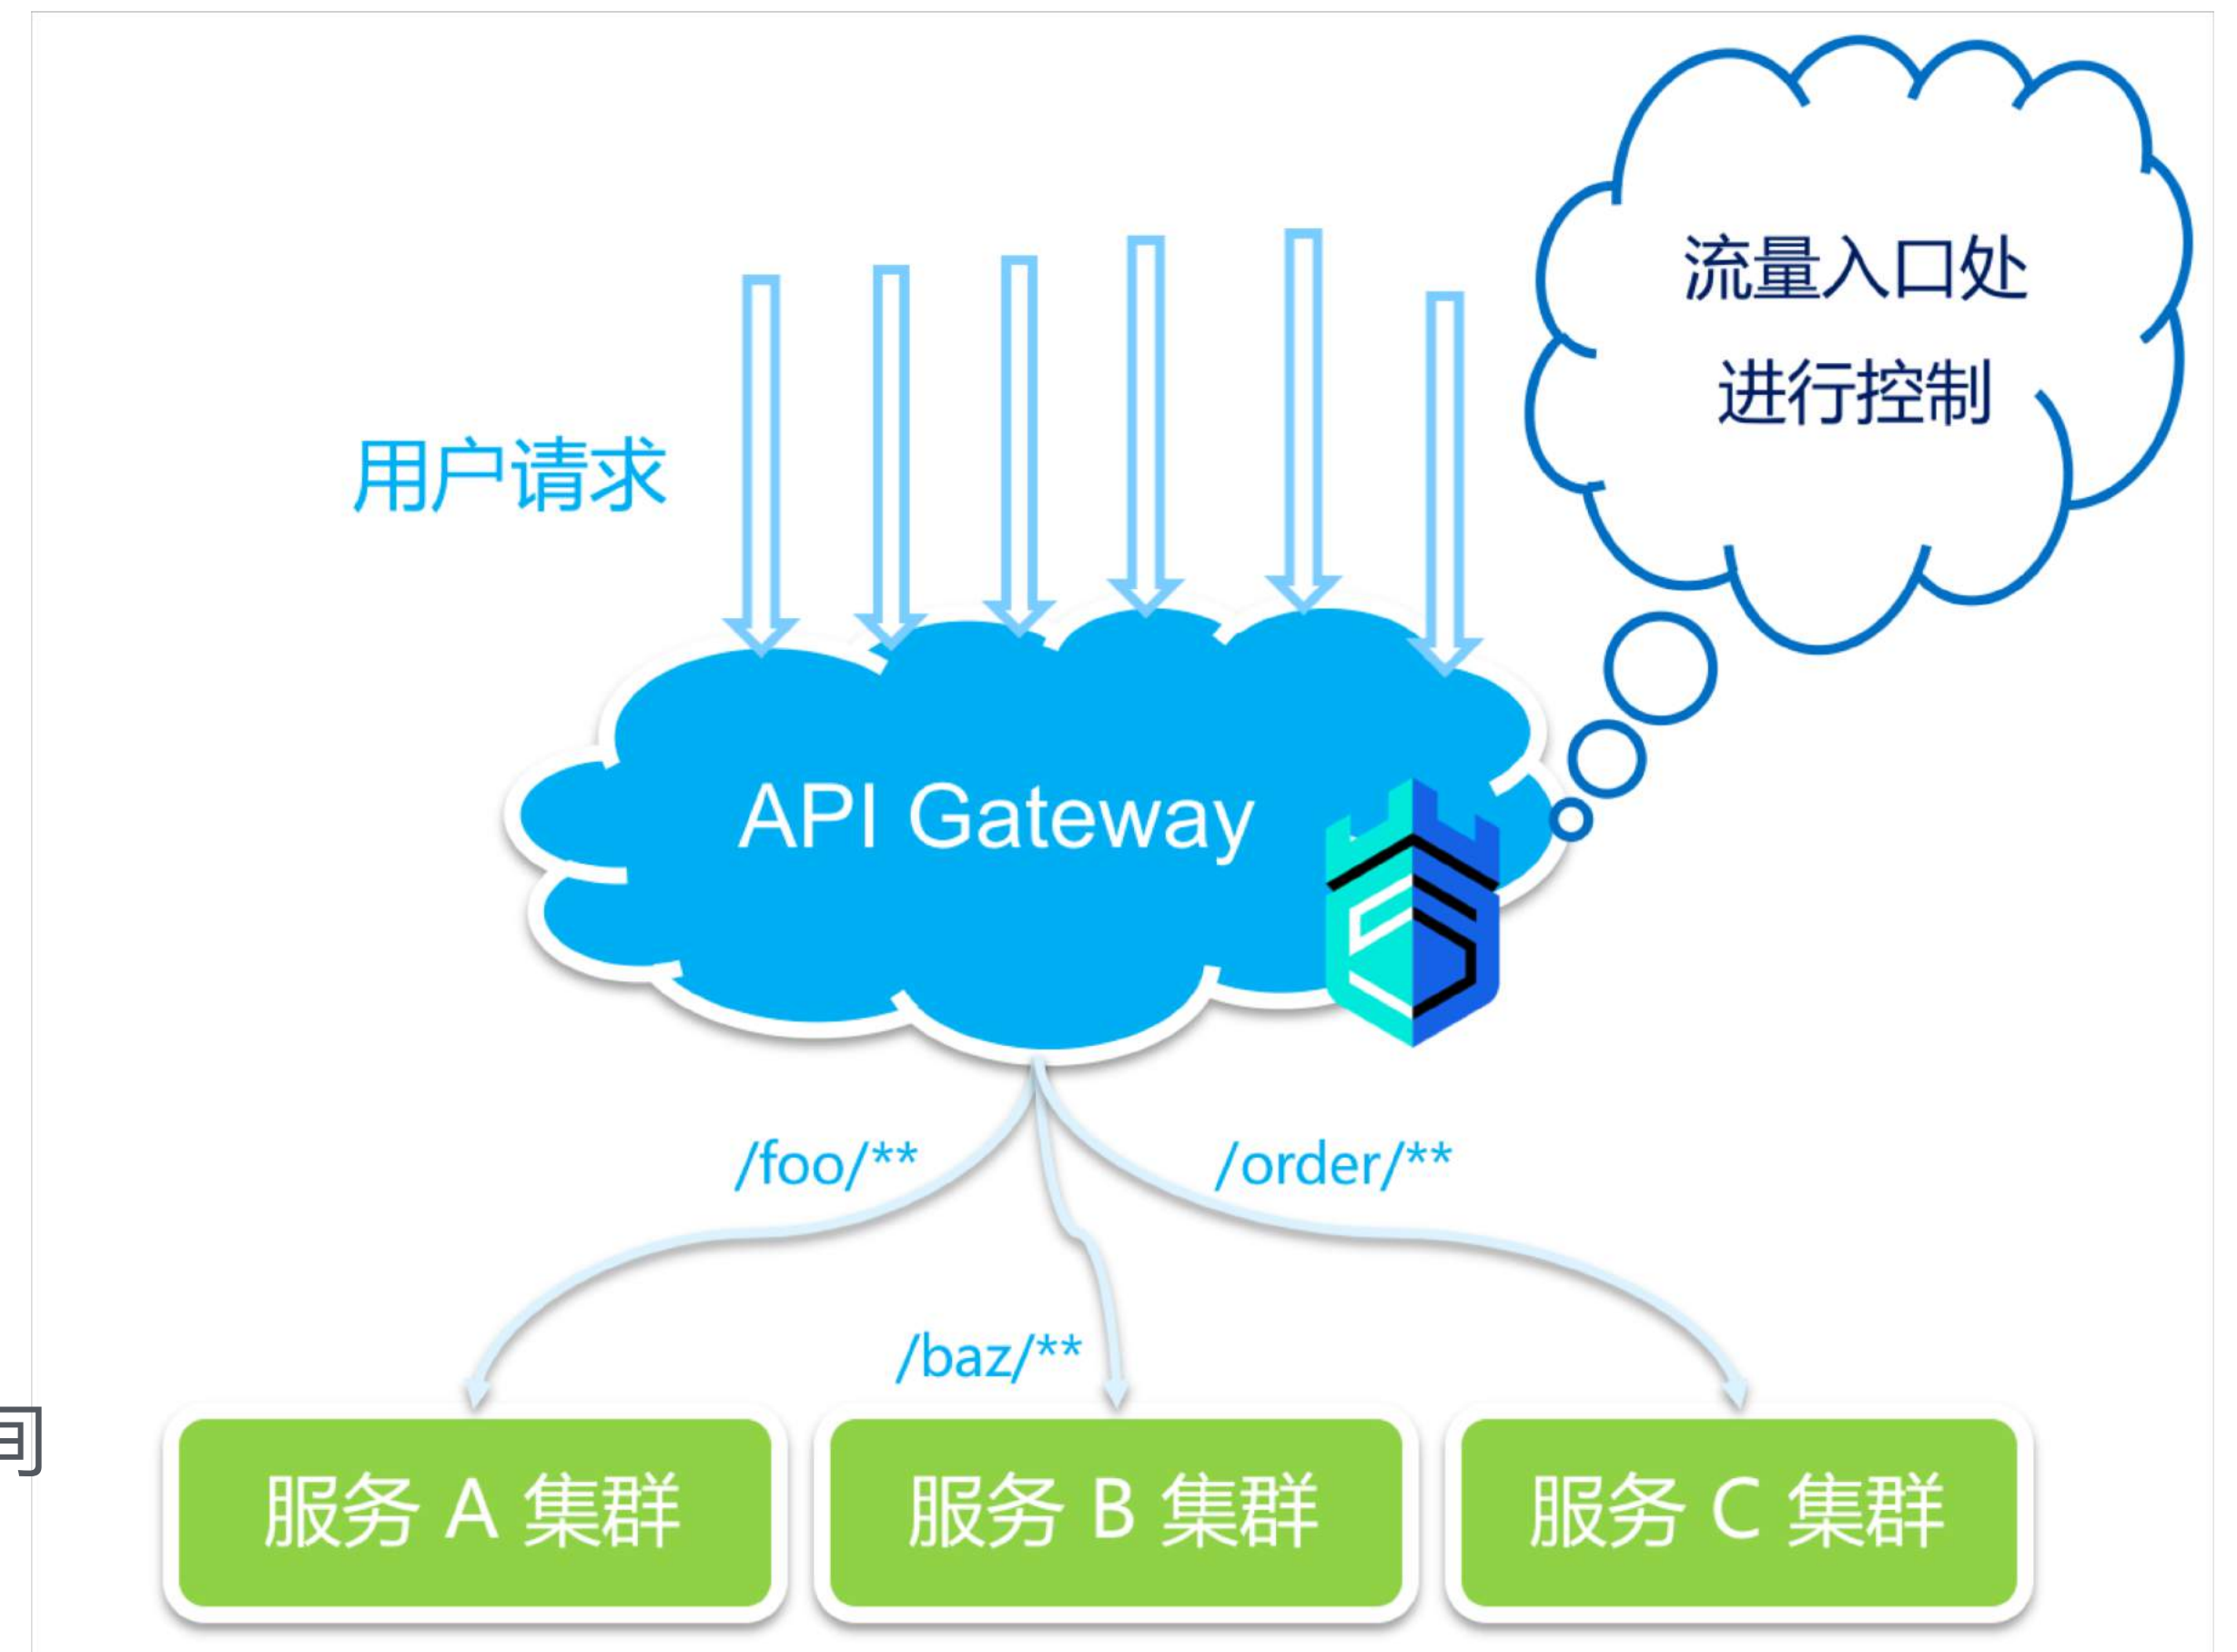 流量入口处
进行控制
用户请求
API Gateway
/foo/**
/order/**
/baz/**
服务 A 集群
服务 B 集群
服务 C 集群